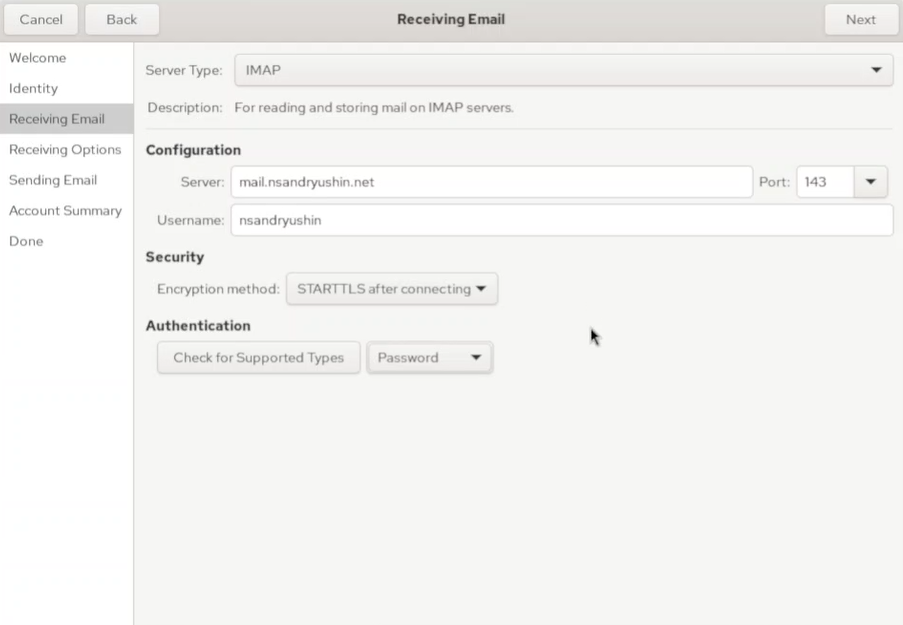 Cancel Back Receiving Email Next
Welcome
Identity
Receiving Email
Receiving Options
Sending Email
Account Summary
Done
Server Type: IMAP
Description: For reading and storing mail on IMAP servers.
Configuration
Server: mail.nsandryushin.net Port: 143
Username: nsandryushin
Security
Encryption method: STARTTLS after connecting
Authentication
Check for Supported Types Password